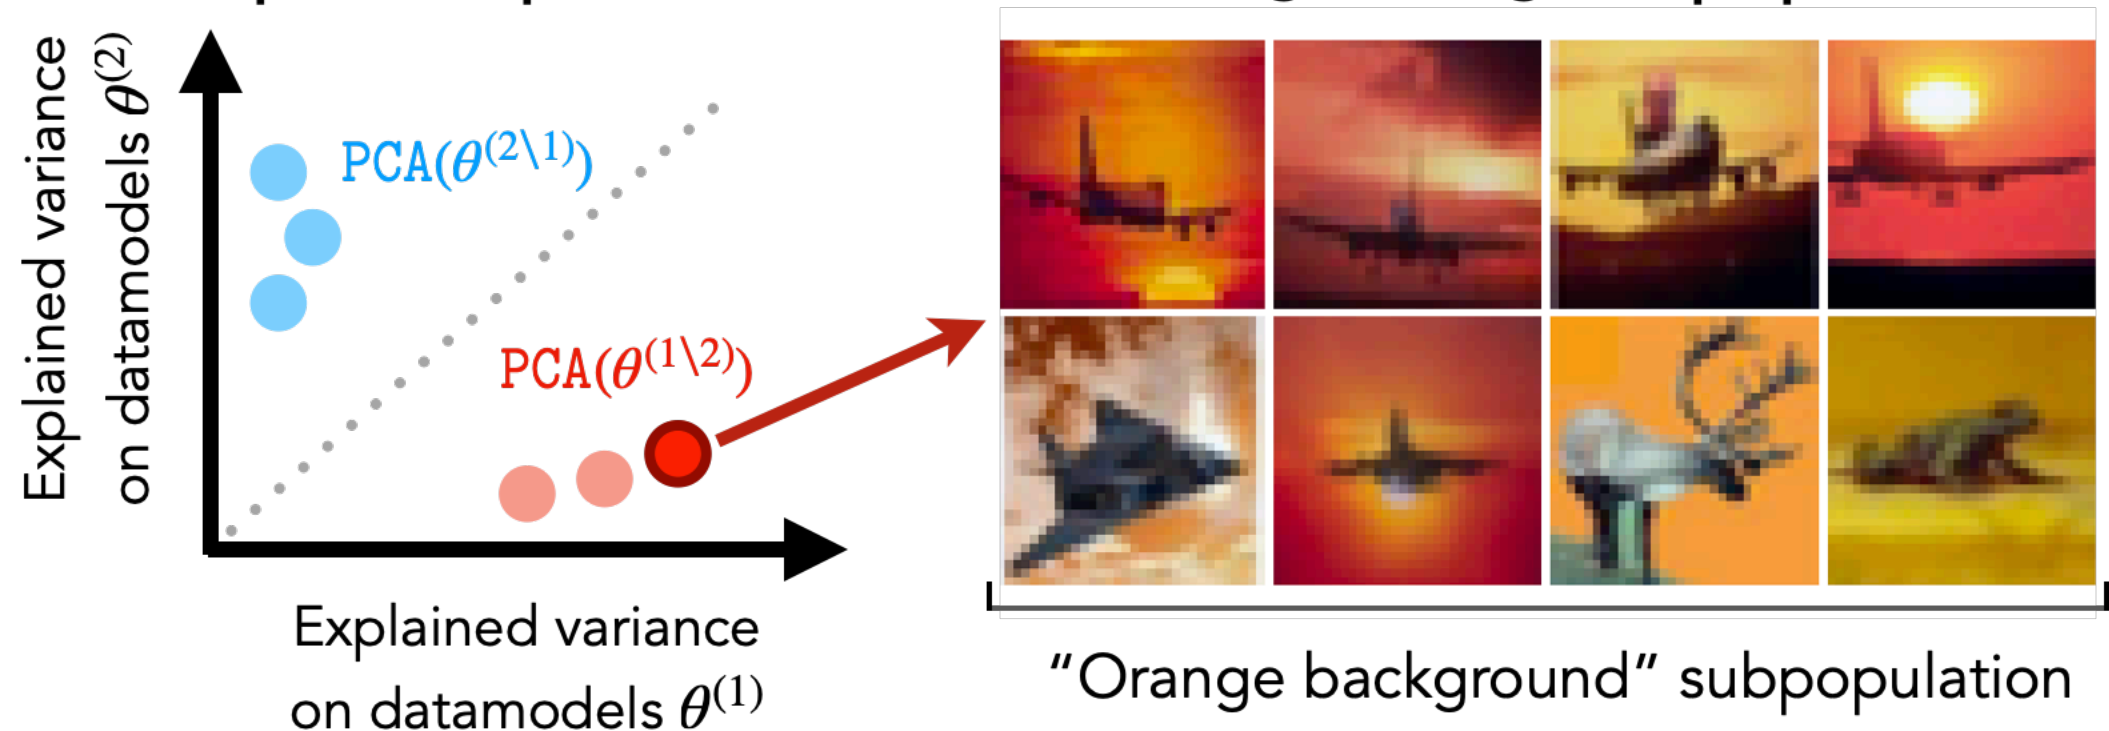 Explained variance
on datamodels θ^(2)
PCA(θ^(2\1))
PCA(θ^(1\2))
Explained variance
on datamodels θ^(1)
“Orange background” subpopulation